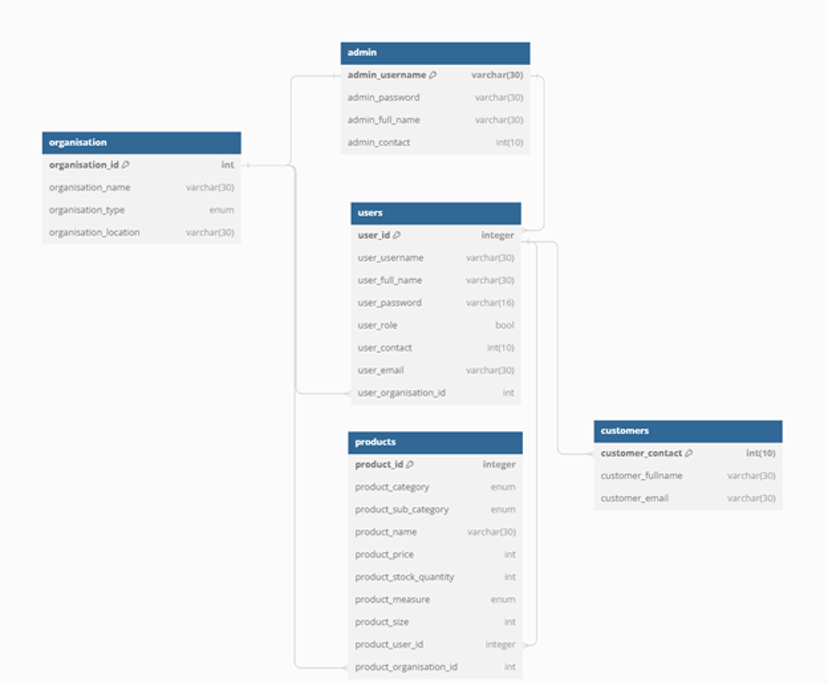 admin
admin_username varchar(30)
admin_password varchar(30)
admin_full_name varchar(30)
admin_contact int(10)
organisation
organisation_id int
organisation_name varchar(30)
organisation_type enum
organisation_location varchar(30)
users
user_id integer
user_username varchar(30)
user_full_name varchar(30)
user_password varchar(16)
user_role bool
user_contact int(10)
user_email varchar(30)
user_organisation_id int
products
product_id integer
product_category enum
product_sub_category enum
product_name varchar(30)
product_price int
product_stock_quantity int
product_measure enum
product_size int
product_user_id integer
product_organisation_id int
customers
customer_contact int(10)
customer_fullname varchar(30)
customer_email varchar(30)